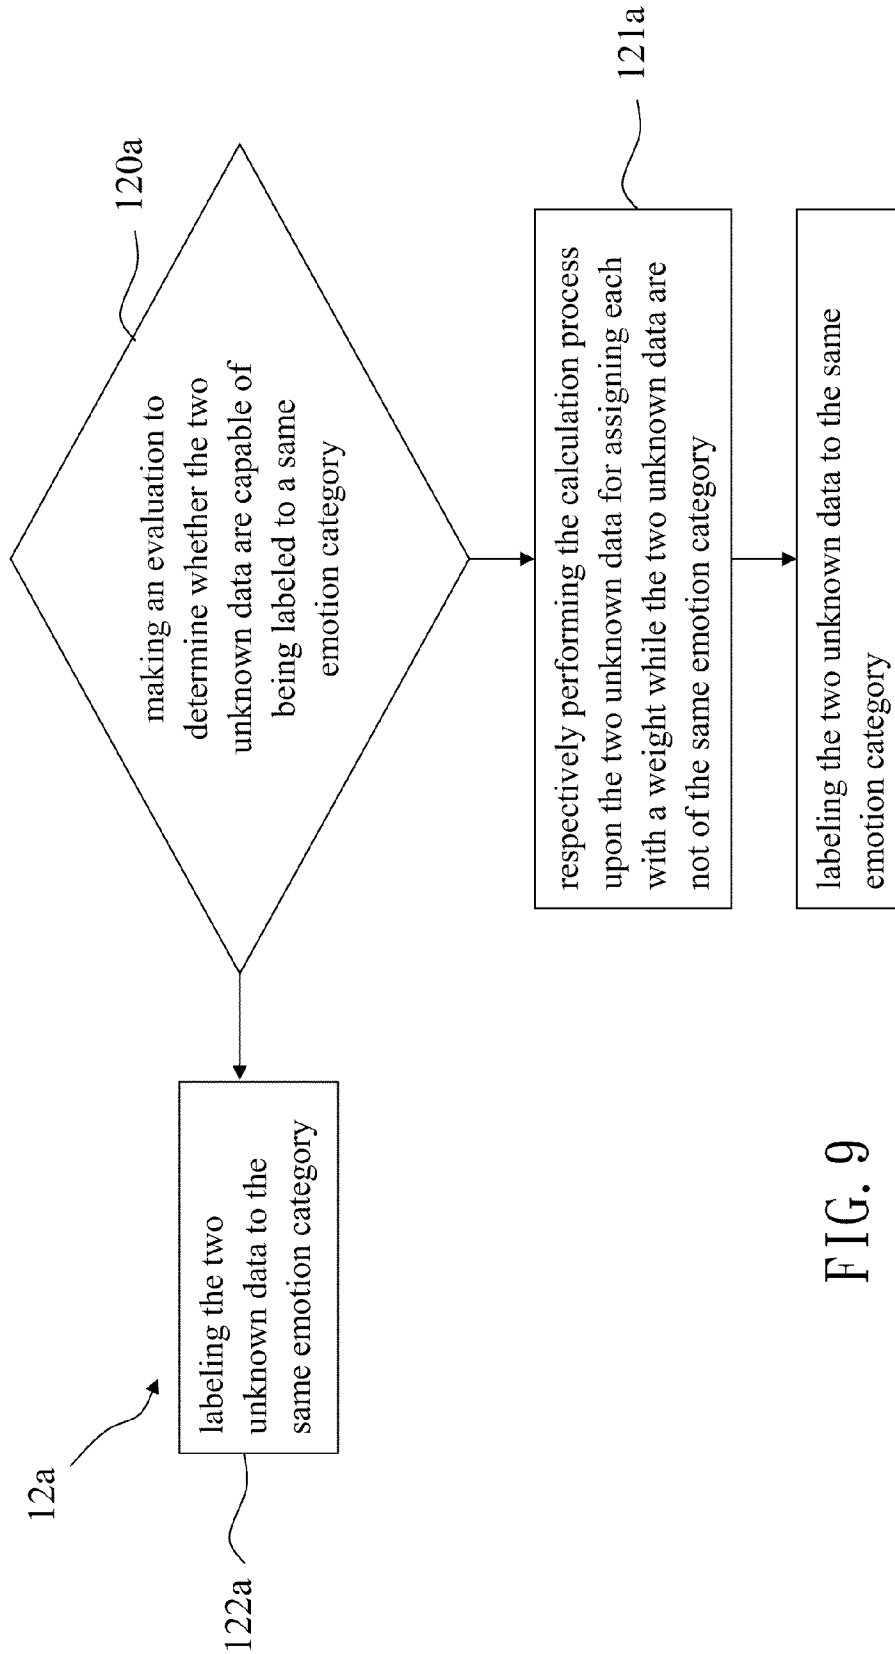 12a
122a
labeling the two
unknown data to the
same emotion category
120a
making an evaluation to
determine whether the two
unknown data are capable of
being labeled to a same
emotion category
121a
respectively performing the calculation process
upon the two unknown data for assigning each
with a weight while the two unknown data are
not of the same emotion category
labeling the two unknown data to the same
emotion category
FIG. 9